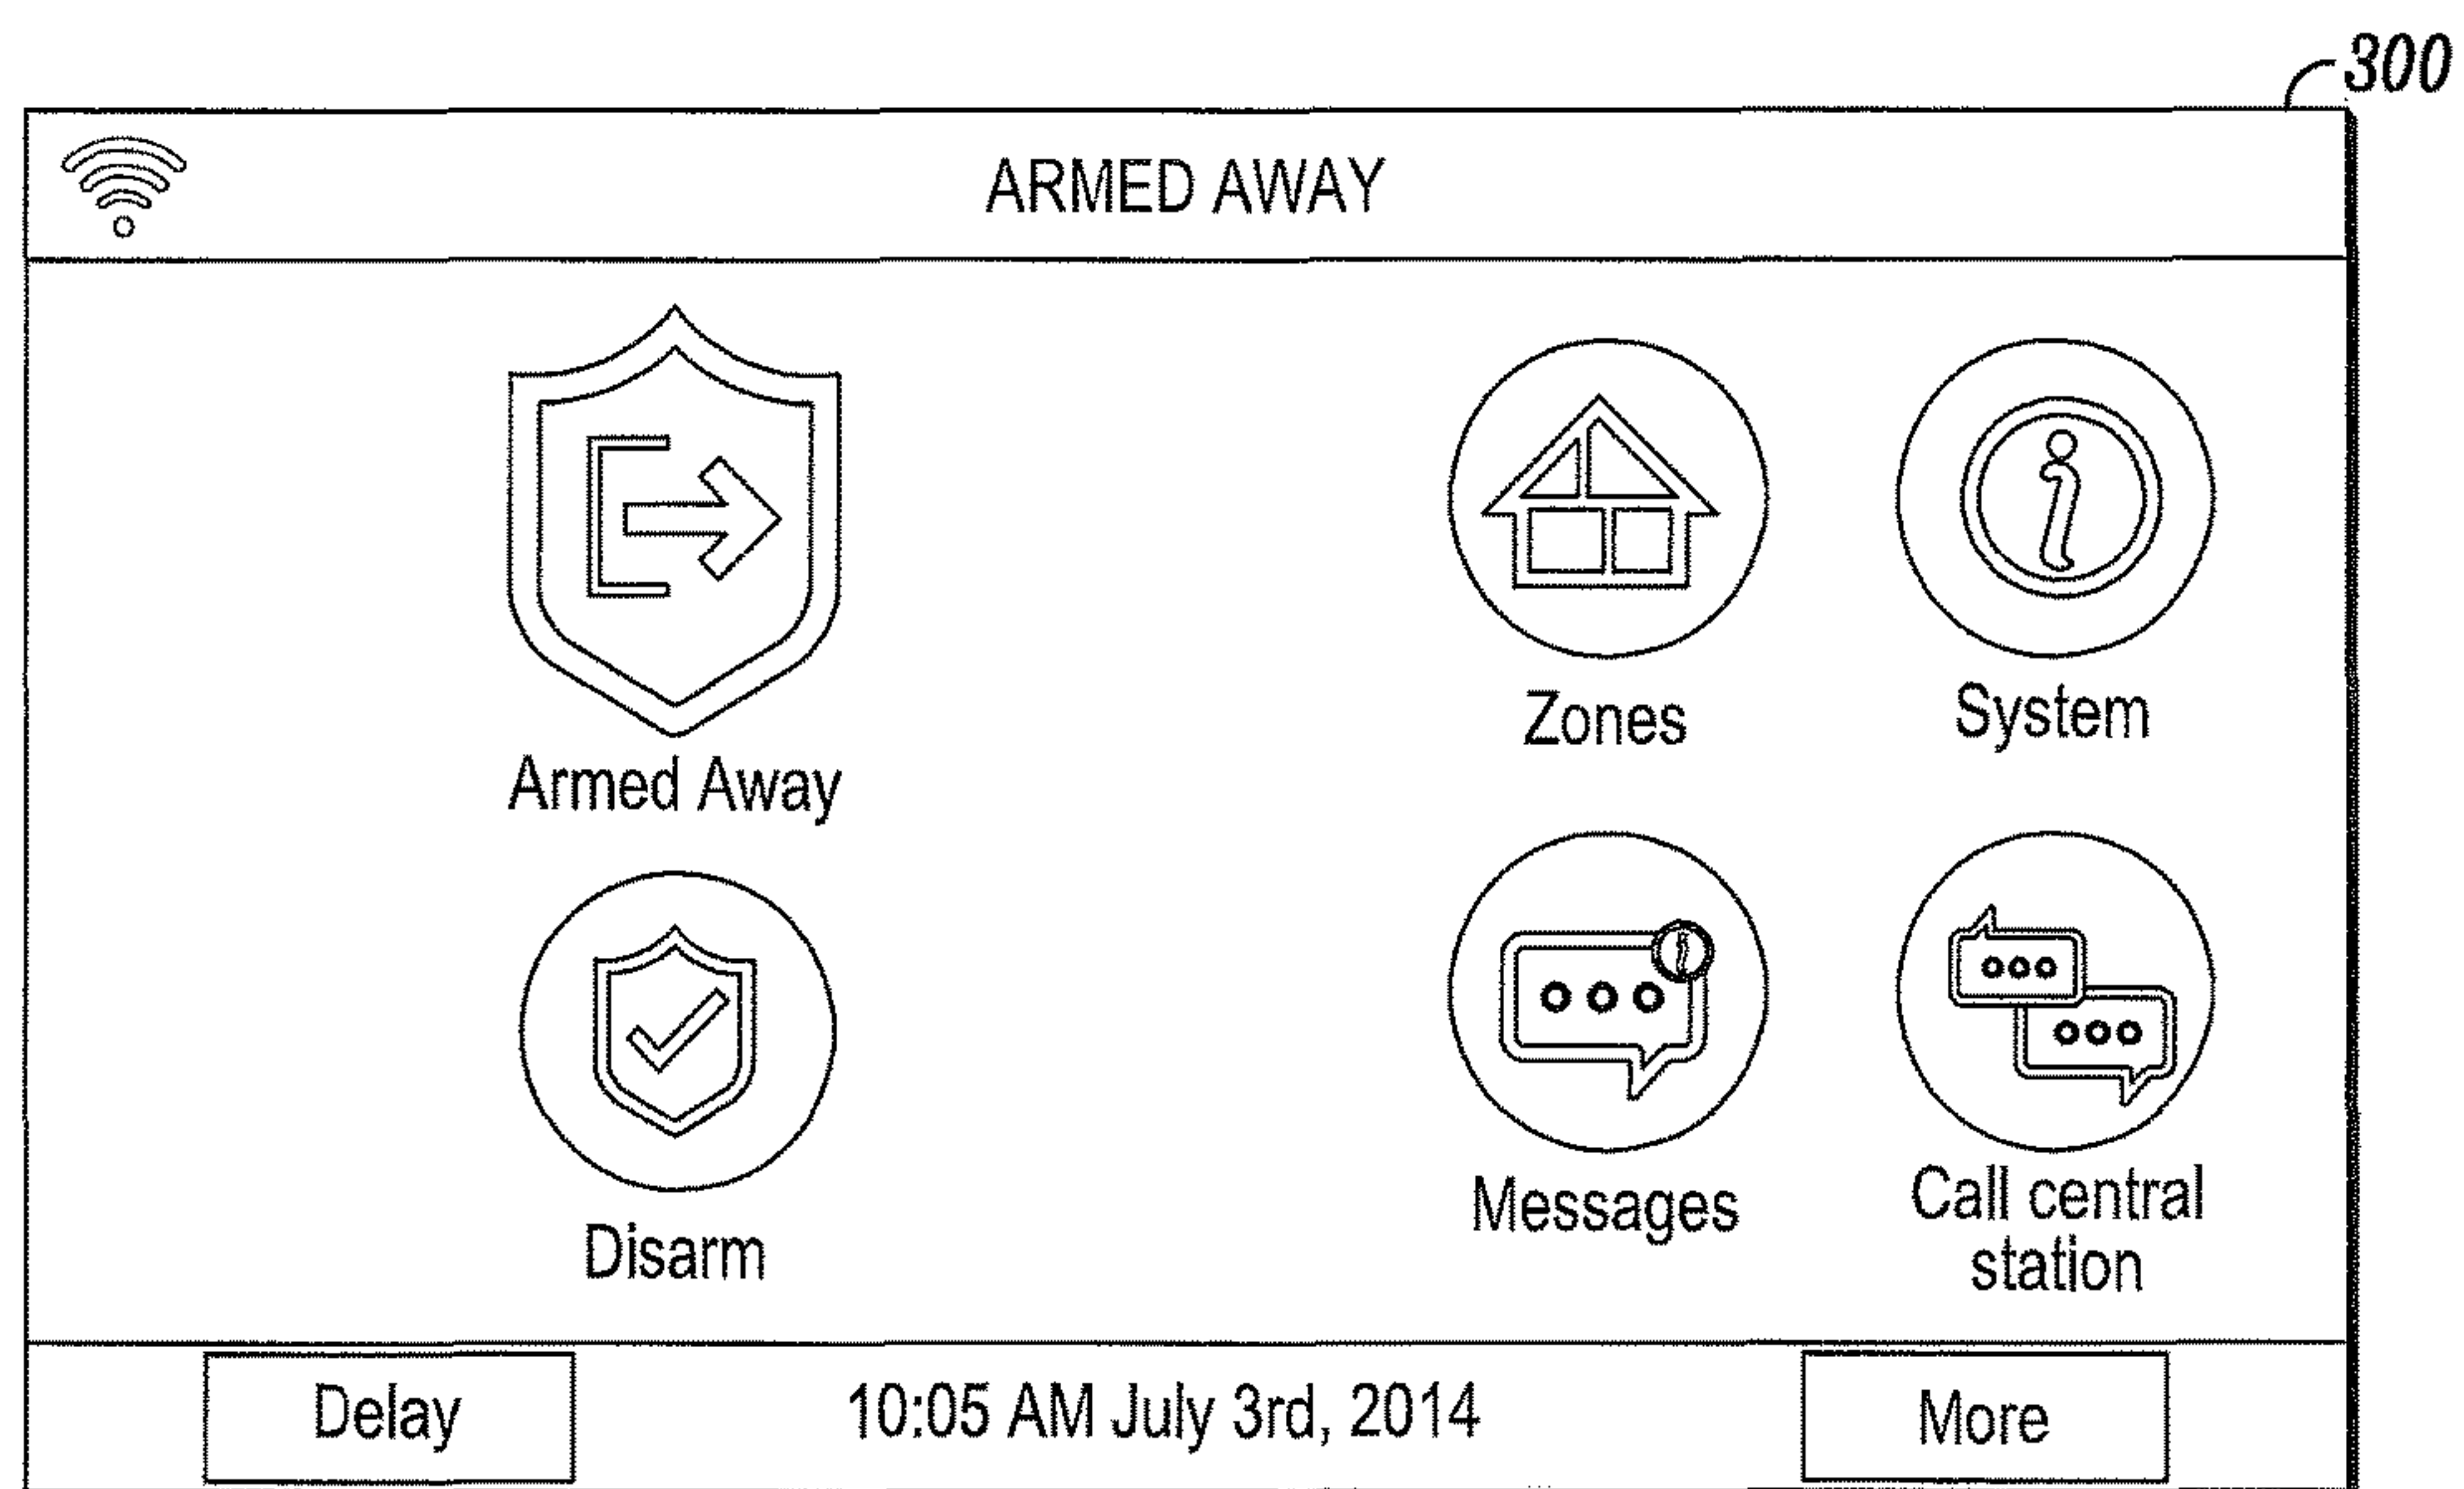 300
ARMED AWAY
Armed Away
Zones
System
Disarm
Messages
Call central
station
Delay
10:05 AM July 3rd, 2014
More